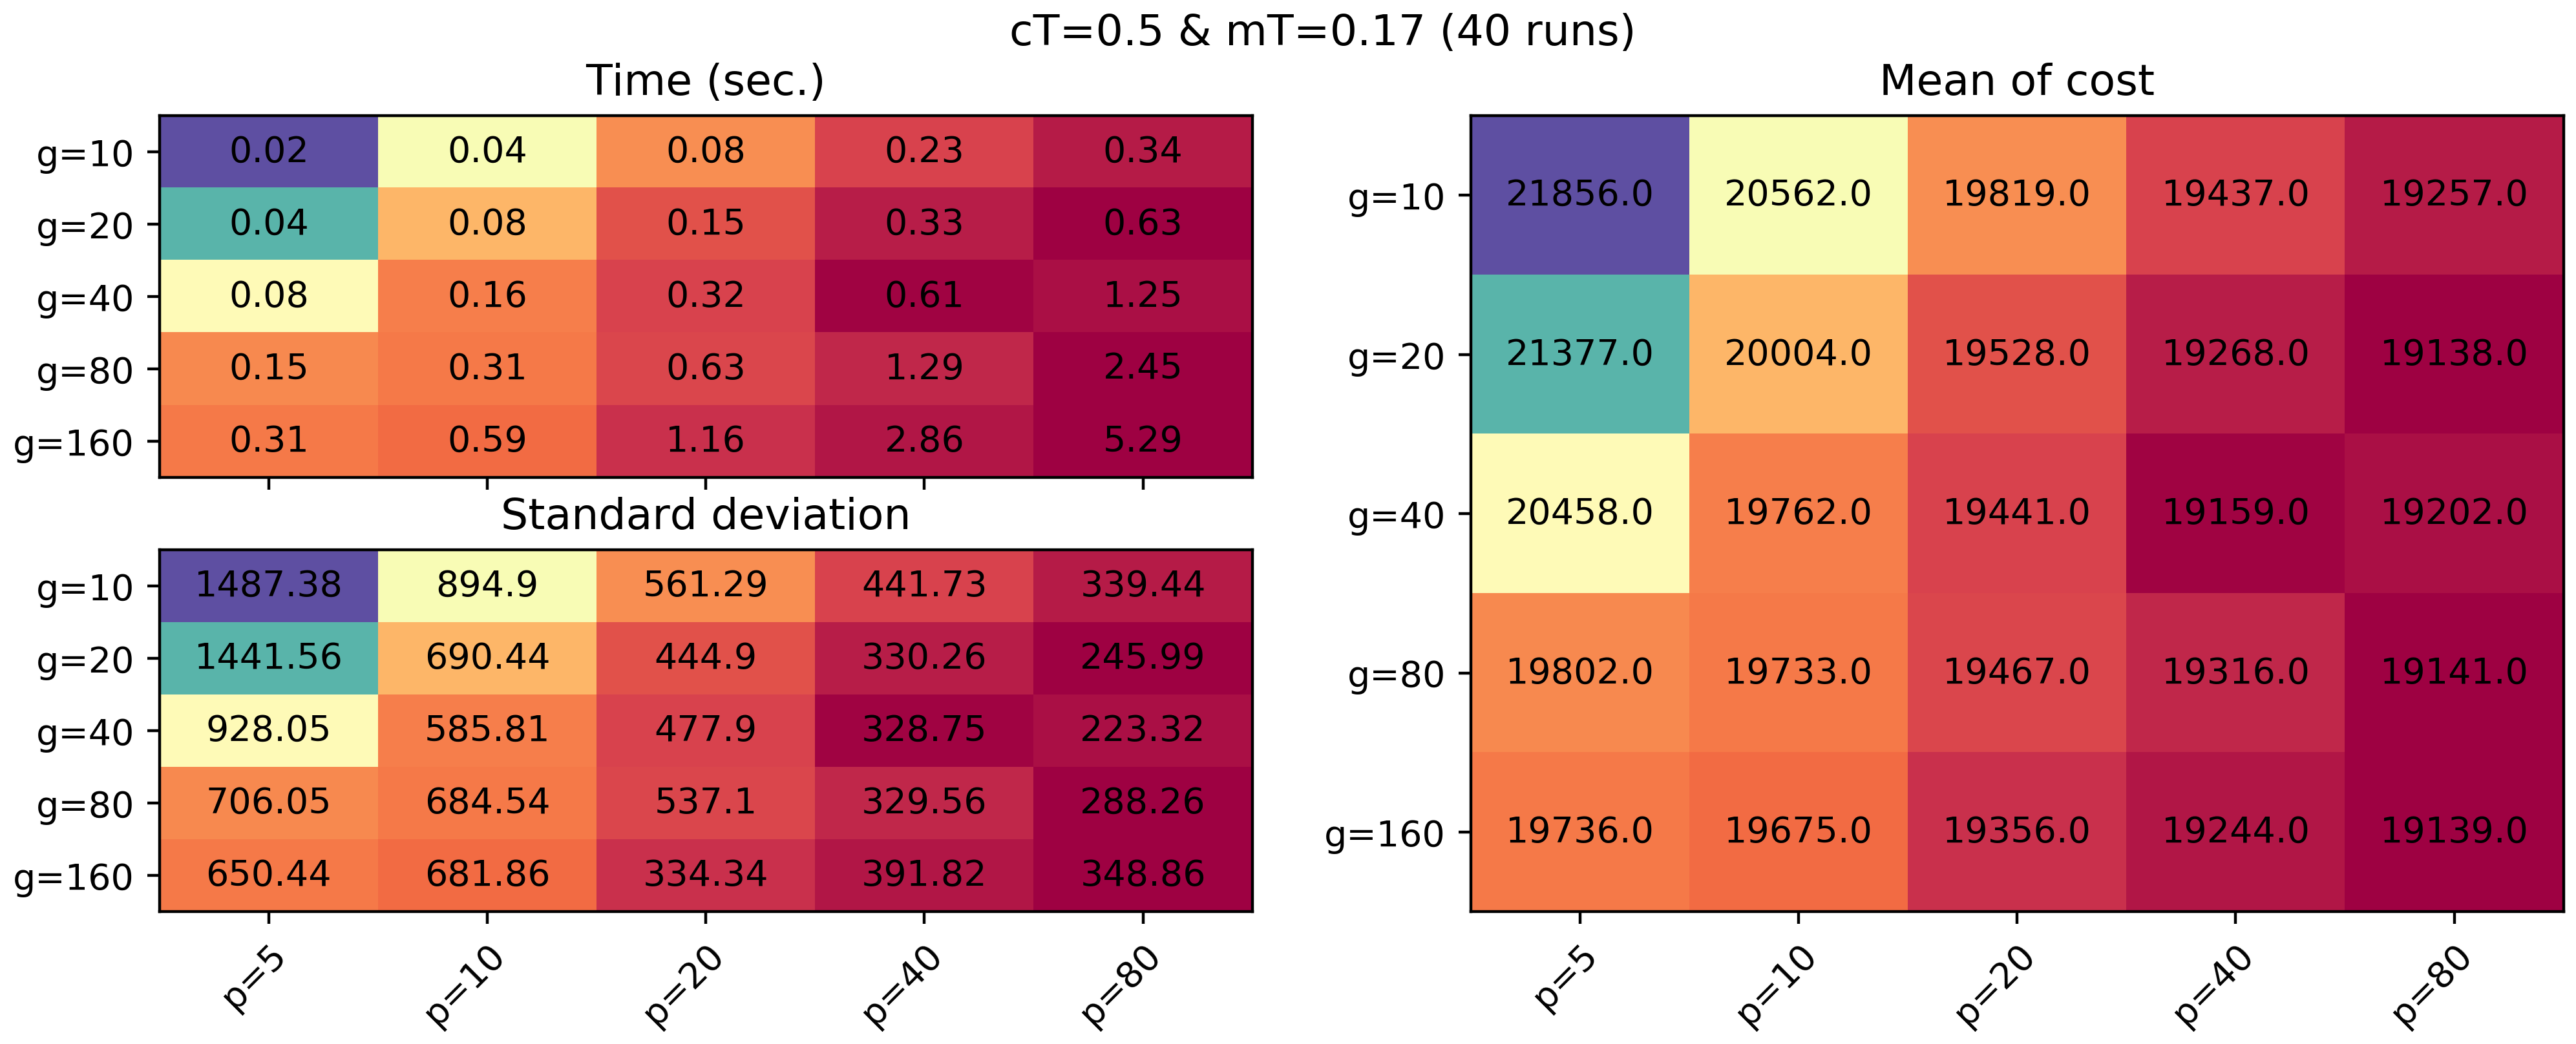 cT=0.5 & mT=0.17 (40 runs)
Time (sec.)
g=10 0.02 0.04 0.08 0.23 0.34
g=20 0.04 0.08 0.15 0.33 0.63
g=40 0.08 0.16 0.32 0.61 1.25
g=80 0.15 0.31 0.63 1.29 2.45
g=160 0.31 0.59 1.16 2.86 5.29
Standard deviation
g=10 1487.38 894.9 561.29 441.73 339.44
g=20 1441.56 690.44 444.9 330.26 245.99
g=40 928.05 585.81 477.9 328.75 223.32
g=80 706.05 684.54 537.1 329.56 288.26
g=160 650.44 681.86 334.34 391.82 348.86
p=5 p=10 p=20 p=40 p=80
Mean of cost
g=10 21856.0 20562.0 19819.0 19437.0 19257.0
g=20 21377.0 20004.0 19528.0 19268.0 19138.0
g=40 20458.0 19762.0 19441.0 19159.0 19202.0
g=80 19802.0 19733.0 19467.0 19316.0 19141.0
g=160 19736.0 19675.0 19356.0 19244.0 19139.0
p=5 p=10 p=20 p=40 p=80